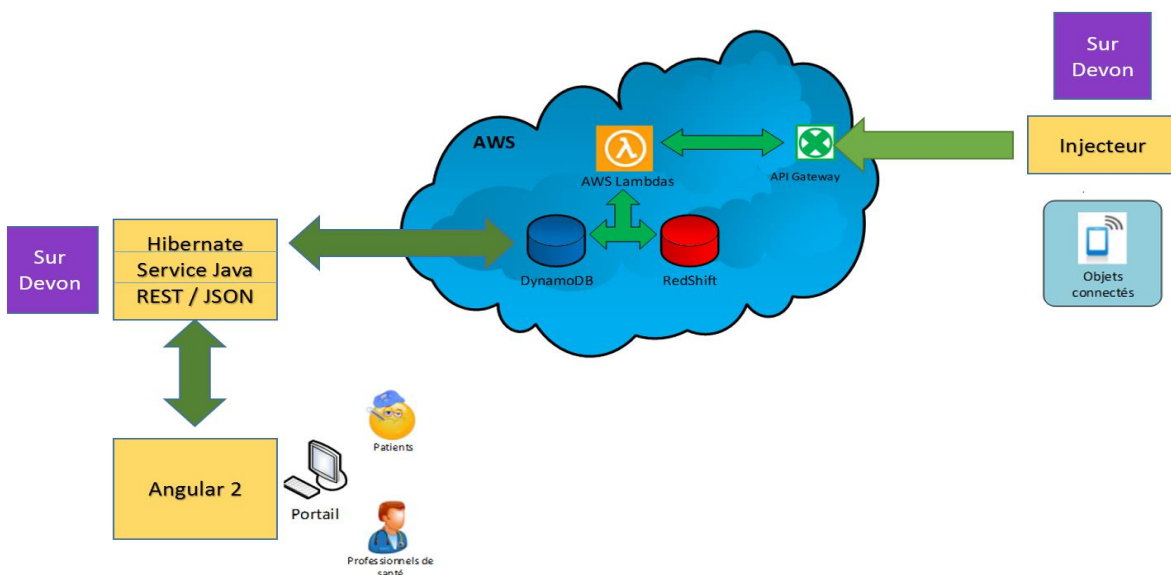 Sur
Devon
AWS
AWS Lambdas
API Gateway
Injecteur
Objets
connectés
DynamoDB
RedShift
Sur
Devon
Hibernate
Service Java
REST / JSON
Angular 2
Portail
Patients
Professionnels de
santé